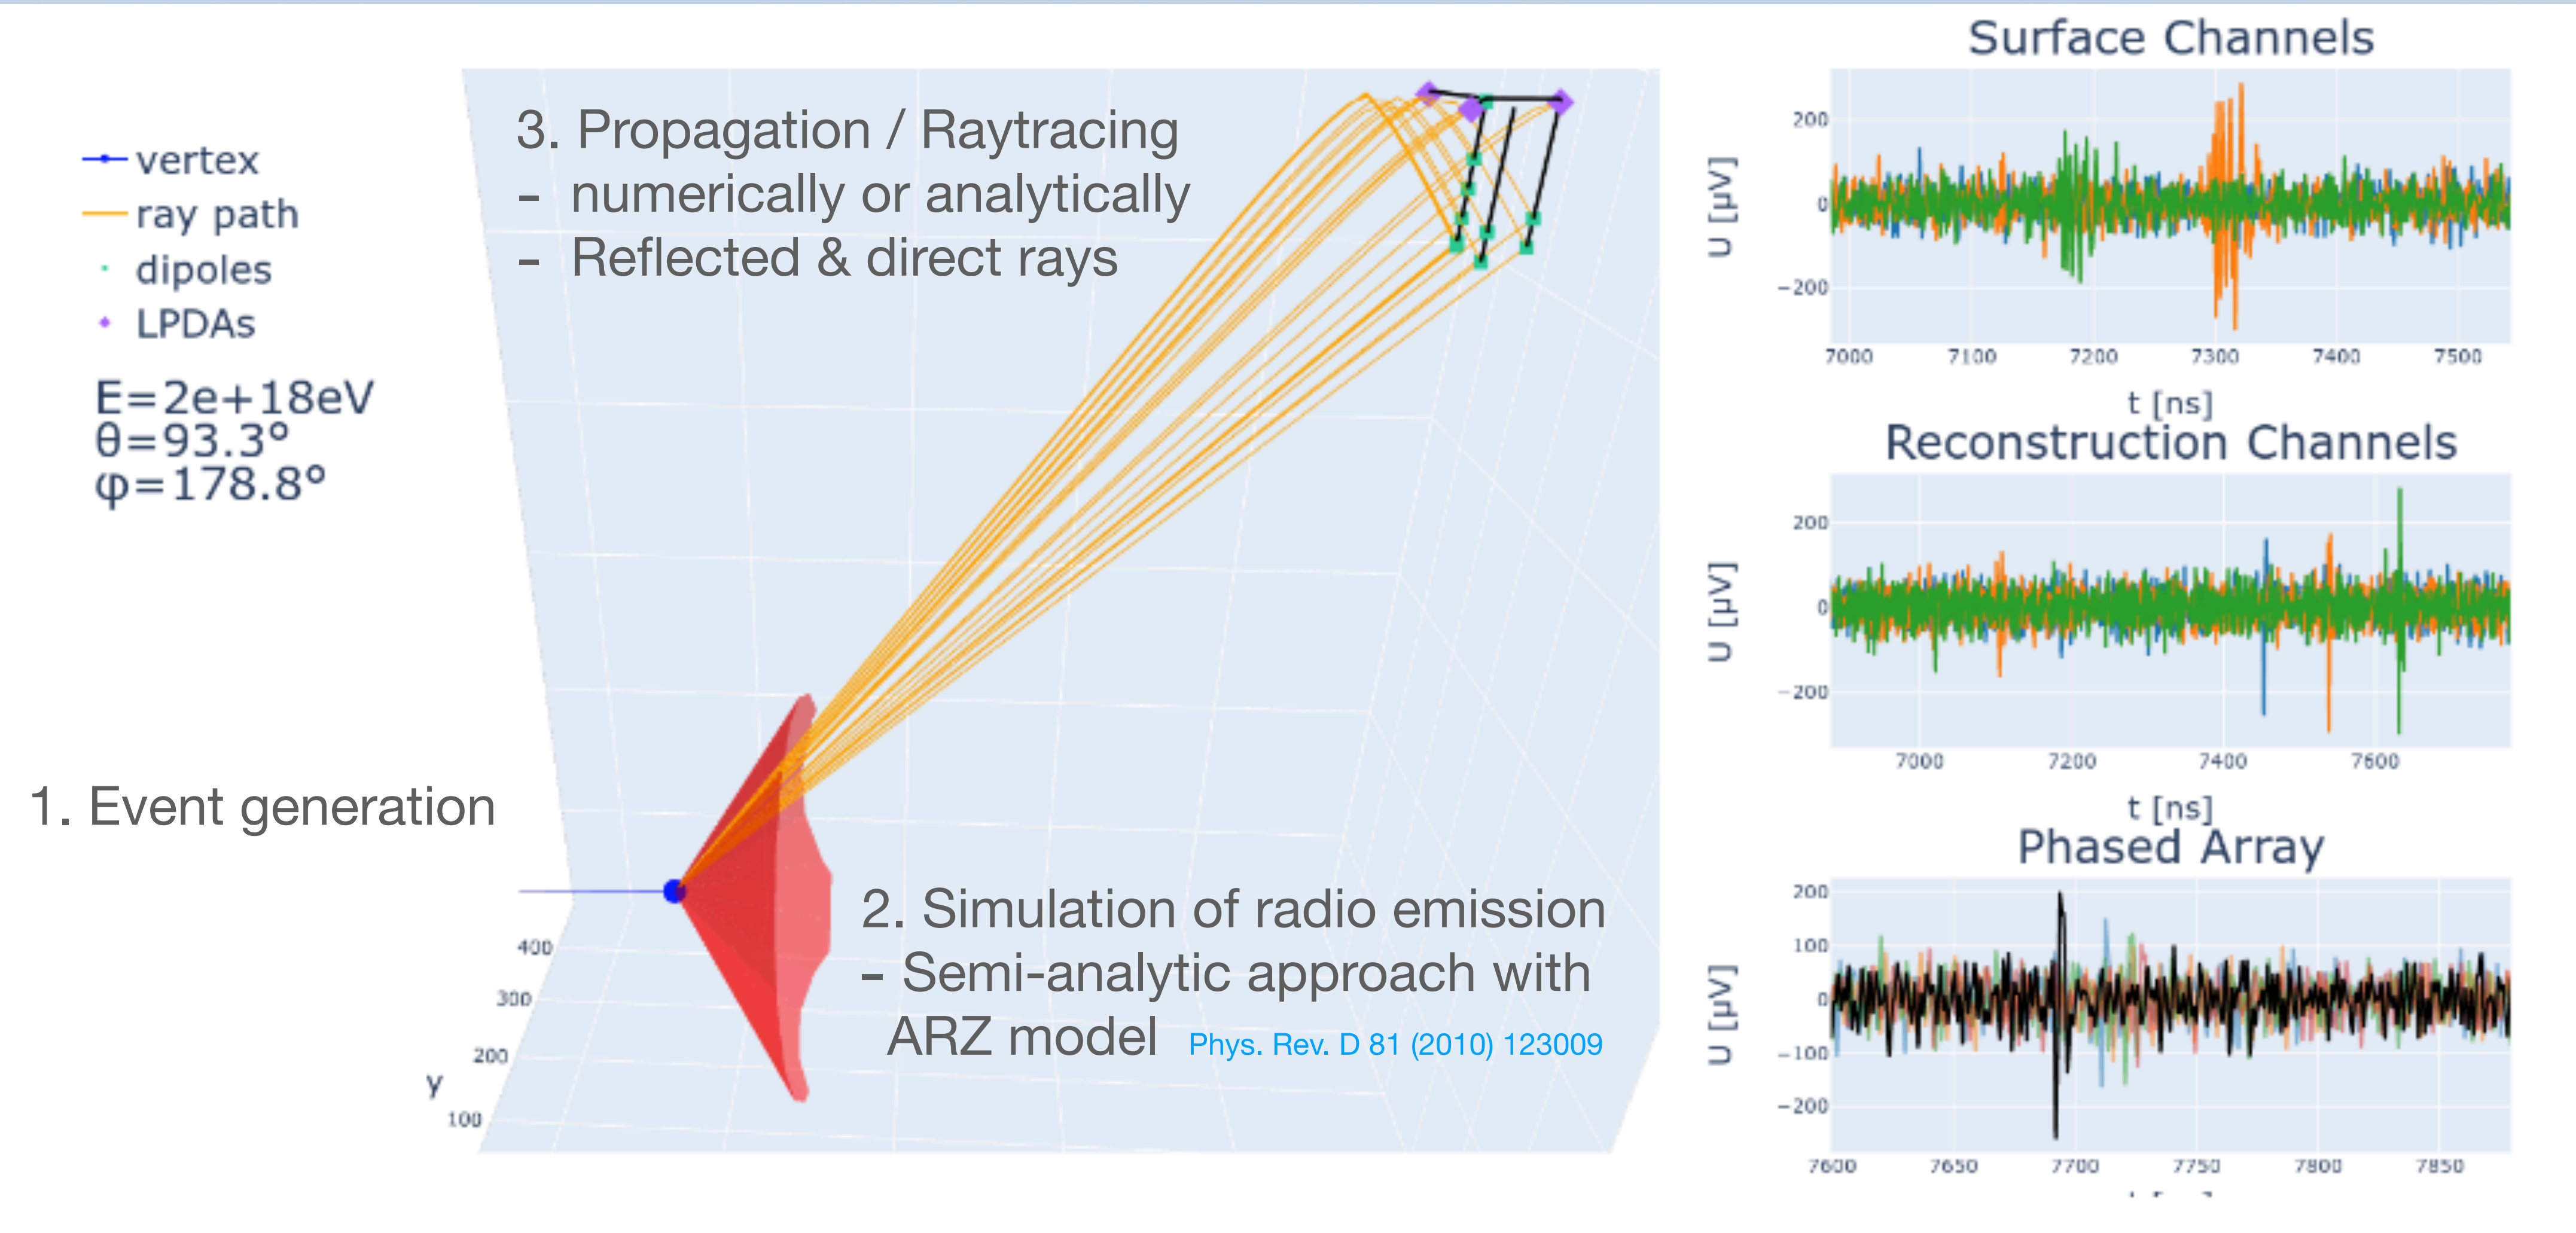 vertex
ray path
dipoles
LPDAs
E=2e+18eV
θ=93.3°
φ=178.8°
3. Propagation / Raytracing
- numerically or analytically
- Reflected & direct rays
1. Event generation
2. Simulation of radio emission
- Semi-analytic approach with
ARZ model Phys. Rev. D 81 (2010) 123009
400
300
200
y
100
Surface Channels
U [µV]
200
0
−200
7000 7100 7200 7300 7400 7500
t [ns]
Reconstruction Channels
U [µV]
200
0
−200
7000 7200 7400 7600
t [ns]
Phased Array
U [µV]
200
100
0
−100
−200
7600 7650 7700 7750 7800 7850